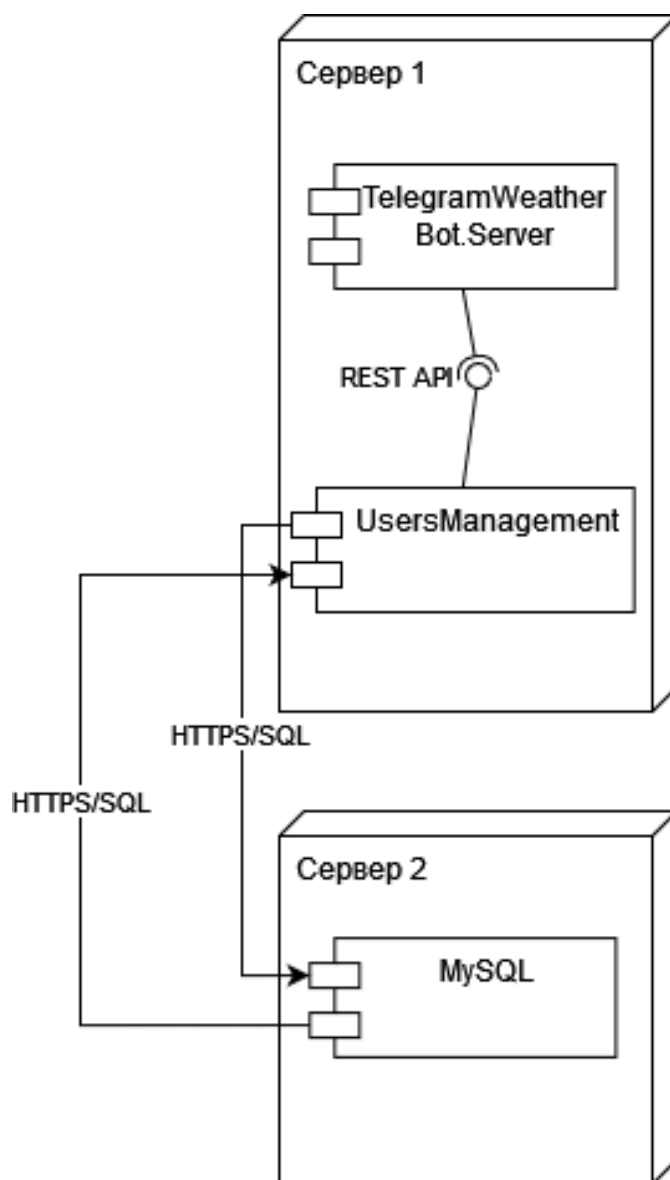 Сервер 1
TelegramWeather
Bot.Server
REST API
UsersManagement
HTTPS/SQL
HTTPS/SQL
Сервер 2
MySQL